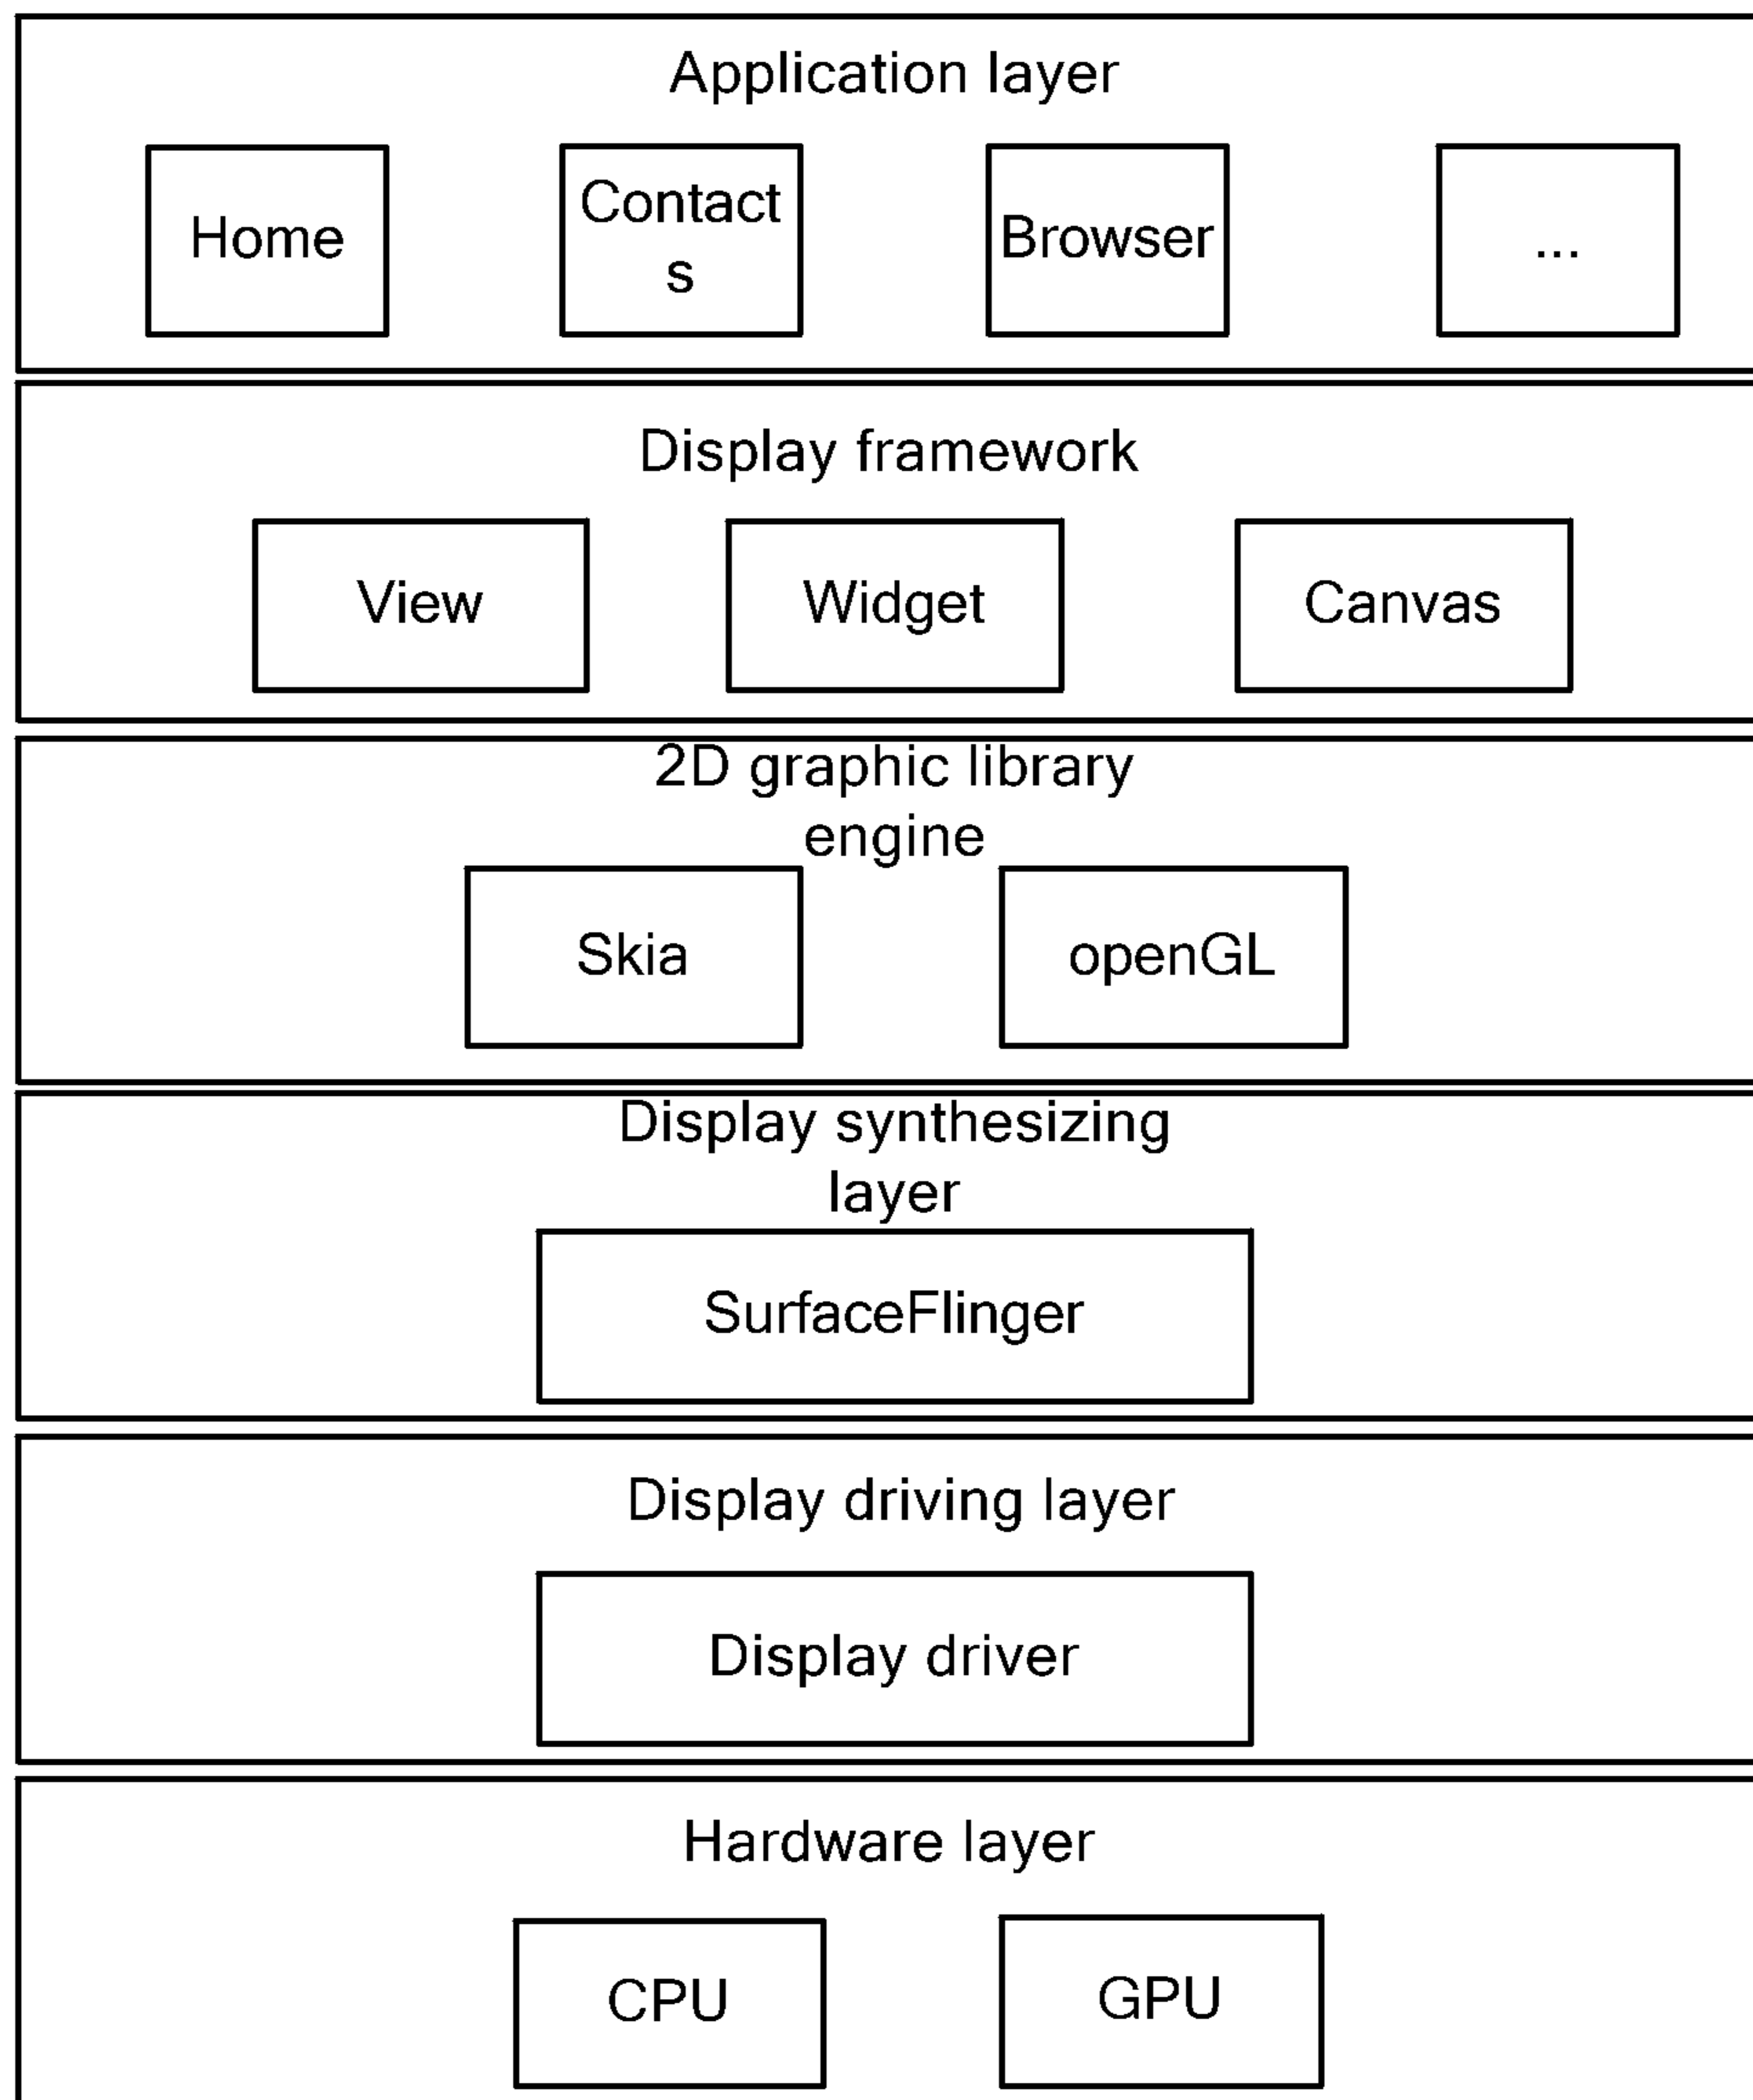 Application layer
Home
Contact
s
Browser
...
Display framework
View
Widget
Canvas
2D graphic library
engine
Skia
openGL
Display synthesizing
layer
SurfaceFlinger
Display driving layer
Display driver
Hardware layer
CPU
GPU